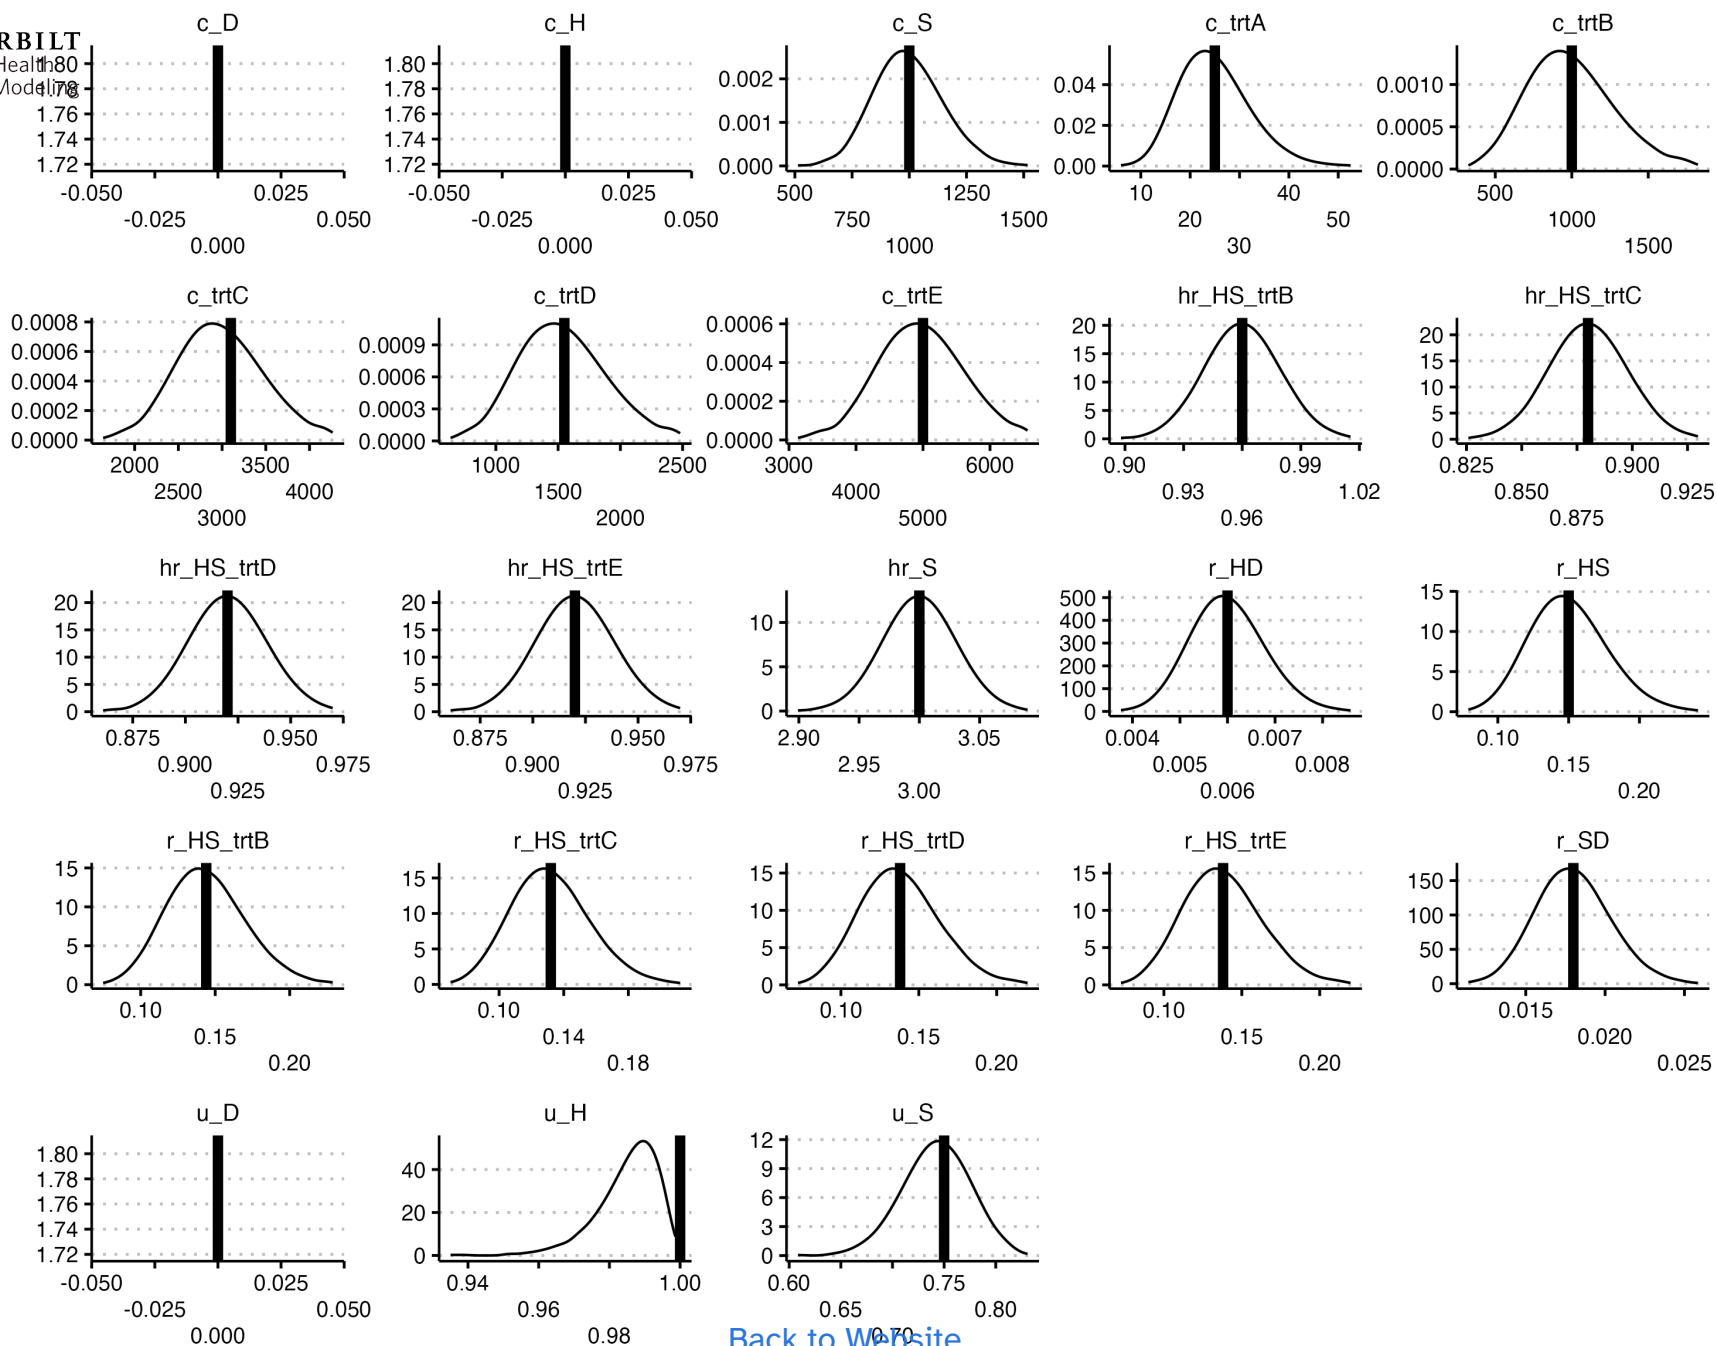 c_D c_H c_S c_trtA c_trtB
RBILT
Health
Modeling
1.80 1.80
1.78 1.78
1.76 1.76
1.74 1.74
1.72 1.72
0.002 0.04 0.0010
0.001 0.02 0.0005
0.000 0.00 0.0000
-0.050 0.025 -0.050 0.025 500 1250 10 40 500
-0.025 0.050 -0.025 0.050 750 1500 20 50 1000
0.000 0.000 1000 30 1500
c_trtC c_trtD c_trtE hr_HS_trtB hr_HS_trtC
0.0008 0.0009 0.0006 20 20
0.0006 0.0006 0.0004 15 15
0.0004 0.0003 0.0002 10 10
0.0002 0.0000 0.0000 5 5
0.0000 0 0
2000 3500 1000 2500 3000 6000 0.90 0.99 0.825 0.900
2500 4000 1500 4000 0.93 1.02 0.850 0.925
3000 2000 5000 0.96 0.875
hr_HS_trtD hr_HS_trtE hr_S r_HD r_HS
20 20 10 500 15
15 15 5 400 10
10 10 0 300 5
5 5 200 0
0 0 100
0
0.875 0.950 0.875 0.950 2.90 3.05 0.004 0.007 0.10
0.900 0.975 0.900 0.975 2.95 0.005 0.008 0.15
0.925 0.925 3.00 0.006 0.20
r_HS_trtB r_HS_trtC r_HS_trtD r_HS_trtE r_SD
15 15 15 15 150
10 10 10 10 100
5 5 5 5 50
0 0 0 0 0
0.10 0.10 0.10 0.10 0.015
0.15 0.14 0.15 0.15 0.020
0.20 0.18 0.20 0.20 0.025
u_D u_H u_S
1.80 40 12
1.78 20 9
1.76 0 6
1.74 3
1.72 0
-0.050 0.025 0.94 1.00 0.60 0.75
-0.025 0.050 0.96 0.65 0.80
0.000 0.98 0.70
Back to Website